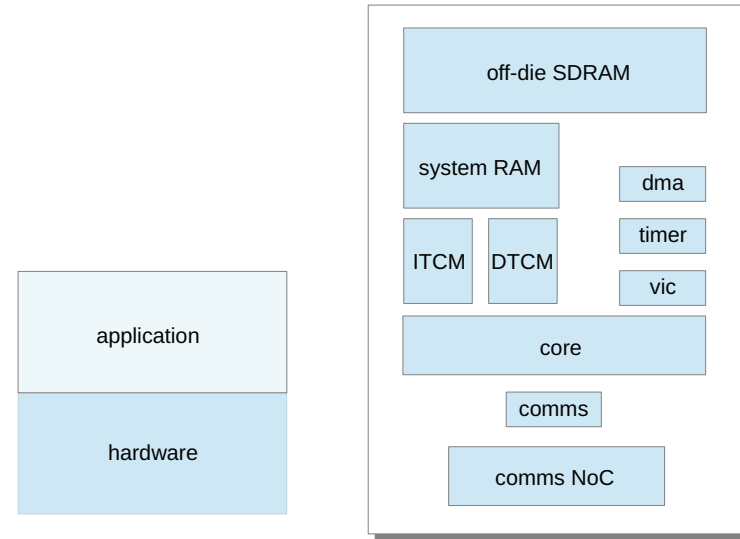 off-die SDRAM
system RAM
dma
timer
ITCM
DTCM
vic
application
core
comms
hardware
comms NoC